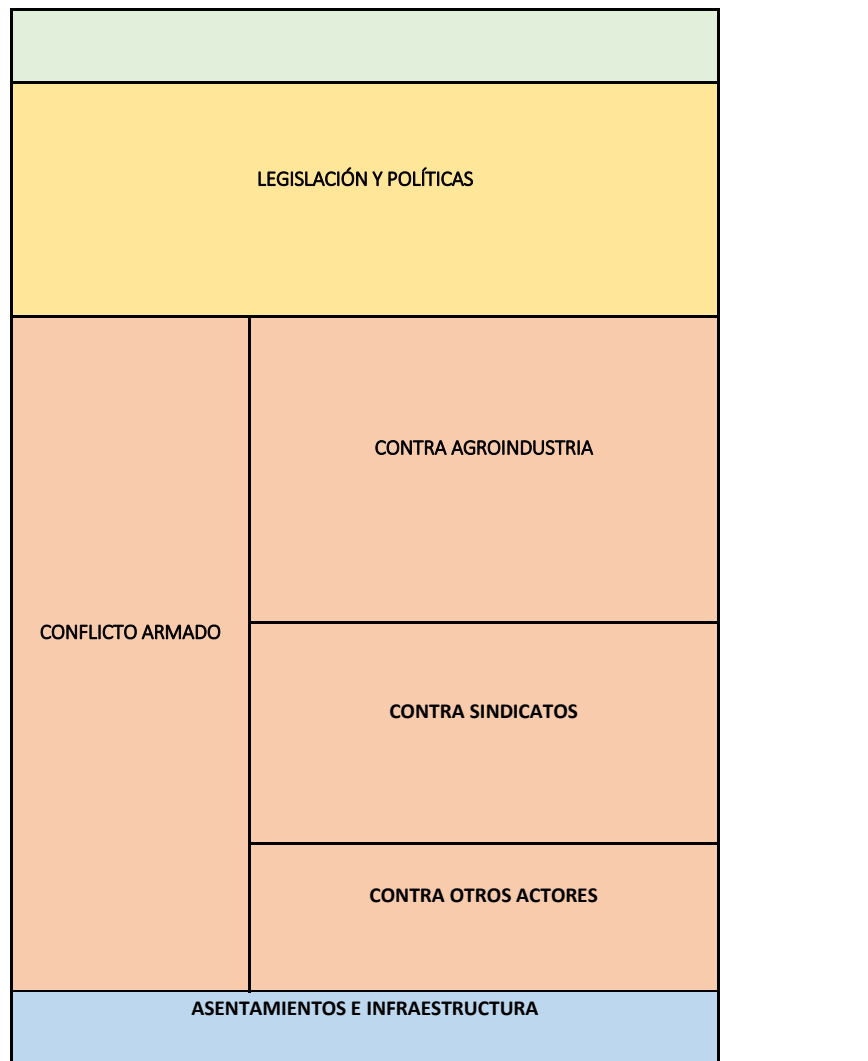 LEGISLACIÓN Y POLÍTICAS
CONTRA AGROINDUSTRIA
CONFLICTO ARMADO
CONTRA SINDICATOS
CONTRA OTROS ACTORES
ASENTAMIENTOS E INFRAESTRUCTURA